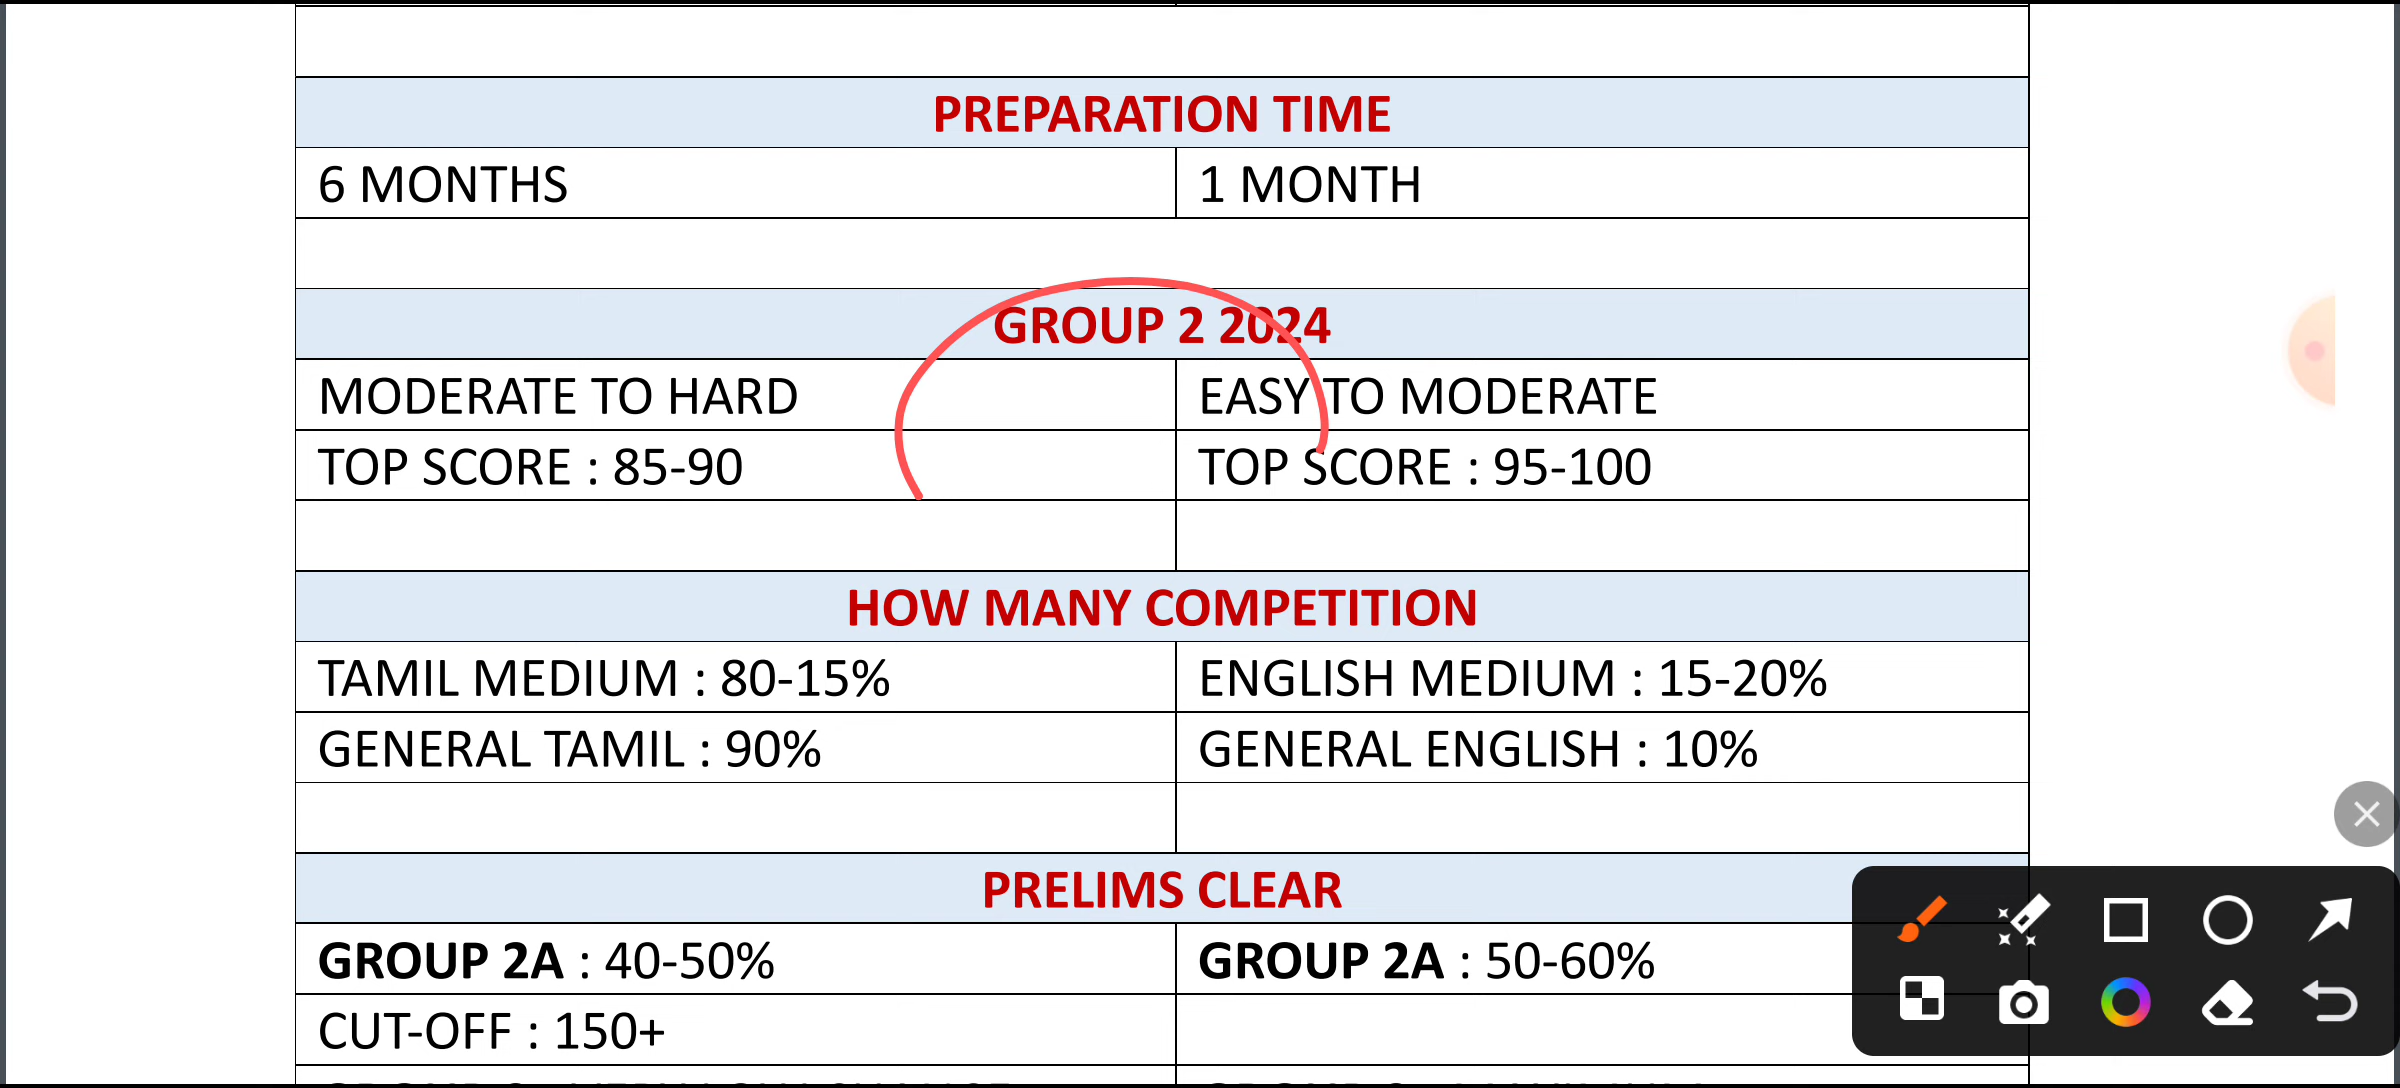 PREPARATION TIME
6 MONTHS
1 MONTH
GROUP 2 2024
MODERATE TO HARD
EASY TO MODERATE
TOP SCORE : 85-90
TOP SCORE : 95-100
HOW MANY COMPETITION
TAMIL MEDIUM : 80-15%
ENGLISH MEDIUM : 15-20%
GENERAL TAMIL : 90%
GENERAL ENGLISH : 10%
PRELIMS CLEAR
GROUP 2A : 40-50%
GROUP 2A : 50-60%
CUT-OFF : 150+